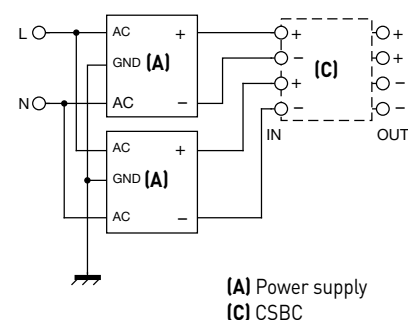 L AC + +
GND (A) − (C)
N AC − + −
AC + IN OUT
GND (A)
AC −
+
+
−
−
(A) Power supply
(C) CSBC